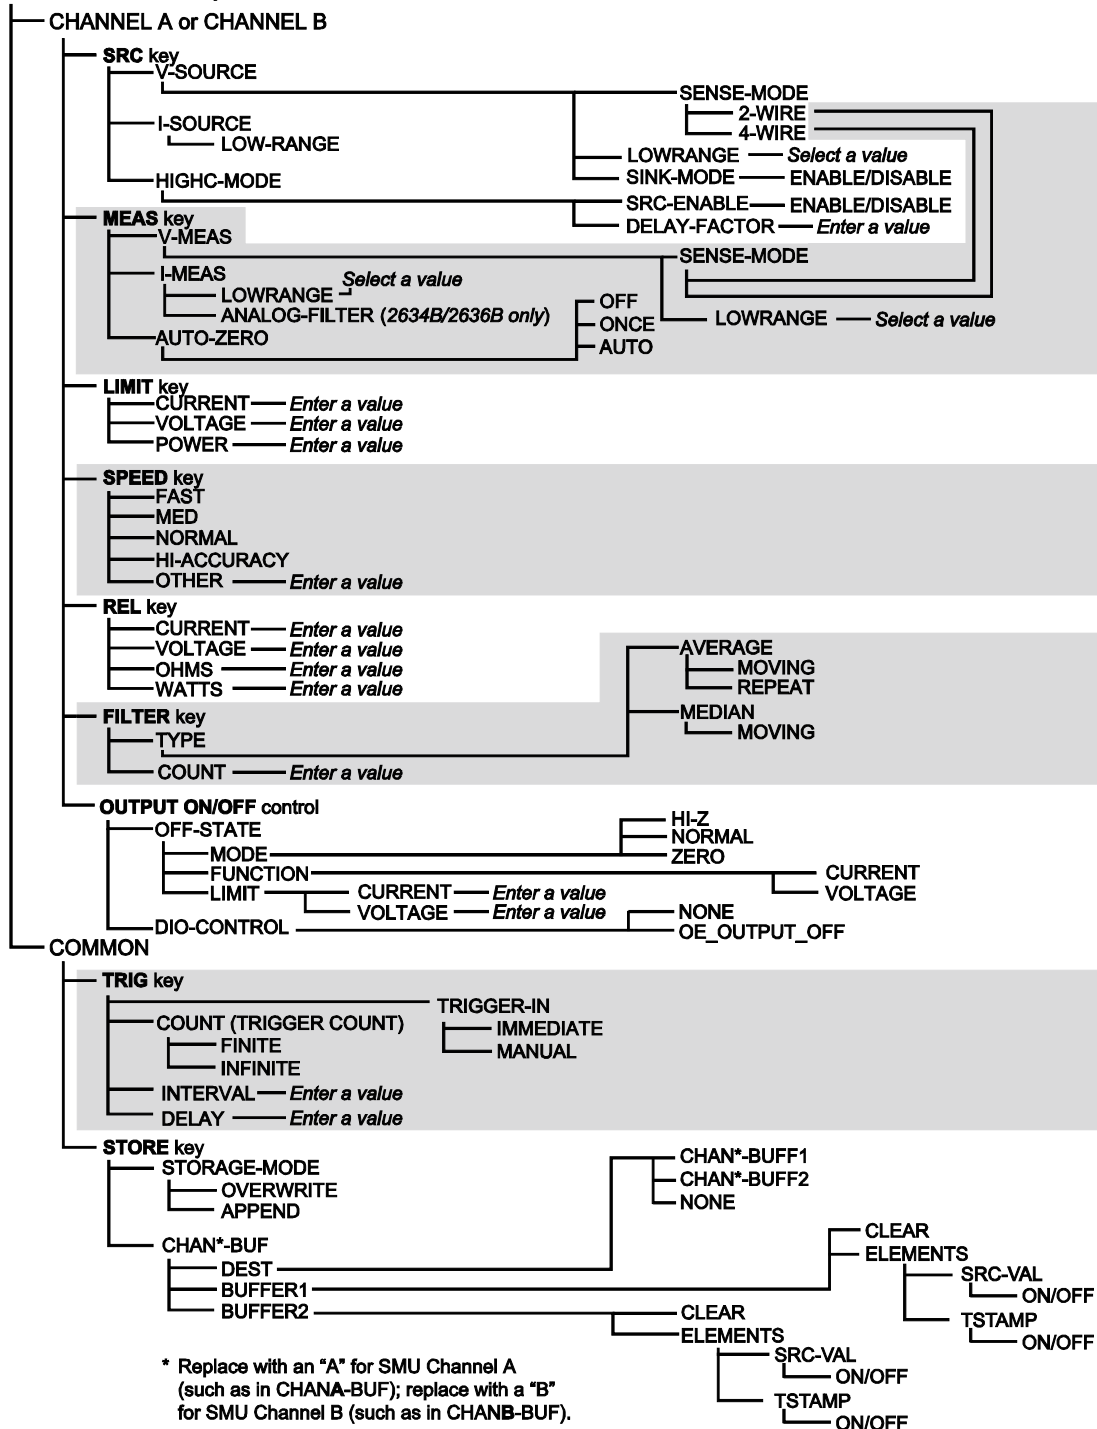 CHANNEL A or CHANNEL B
SRC key
V-SOURCE
SENSE-MODE
2-WIRE
4-WIRE
I-SOURCE
LOW-RANGE
LOWRANGE Select a value
SINK-MODE ENABLE/DISABLE
HIGHC-MODE
SRC-ENABLE ENABLE/DISABLE
DELAY-FACTOR Enter a value
MEAS key
V-MEAS
SENSE-MODE
I-MEAS
LOWRANGE Select a value
ANALOG-FILTER (2634B/2636B only)
LOWRANGE Select a value
AUTO-ZERO
OFF
ONCE
AUTO
LIMIT key
CURRENT Enter a value
VOLTAGE Enter a value
POWER Enter a value
SPEED key
FAST
MED
NORMAL
HI-ACCURACY
OTHER Enter a value
REL key
CURRENT Enter a value
VOLTAGE Enter a value
OHMS Enter a value
WATTS Enter a value
FILTER key
TYPE
AVERAGE
MOVING
REPEAT
MEDIAN
MOVING
COUNT Enter a value
OUTPUT ON/OFF control
OFF-STATE
MODE
HI-Z
NORMAL
ZERO
FUNCTION
CURRENT
VOLTAGE
LIMIT
CURRENT Enter a value
VOLTAGE Enter a value
DIO-CONTROL
NONE
OE_OUTPUT_OFF
COMMON
TRIG key
TRIGGER-IN
IMMEDIATE
MANUAL
COUNT (TRIGGER COUNT)
FINITE
INFINITE
INTERVAL Enter a value
DELAY Enter a value
STORE key
STORAGE-MODE
OVERWRITE
APPEND
CHAN*-BUF
DEST
CHAN*-BUFF1
CHAN*-BUFF2
NONE
BUFFER1
CLEAR
ELEMENTS
SRC-VAL
ON/OFF
TSTAMP
ON/OFF
BUFFER2
CLEAR
ELEMENTS
SRC-VAL
ON/OFF
TSTAMP
ON/OFF
* Replace with an “A” for SMU Channel A
(such as in CHANA-BUF); replace with a “B”
for SMU Channel B (such as in CHANB-BUF).